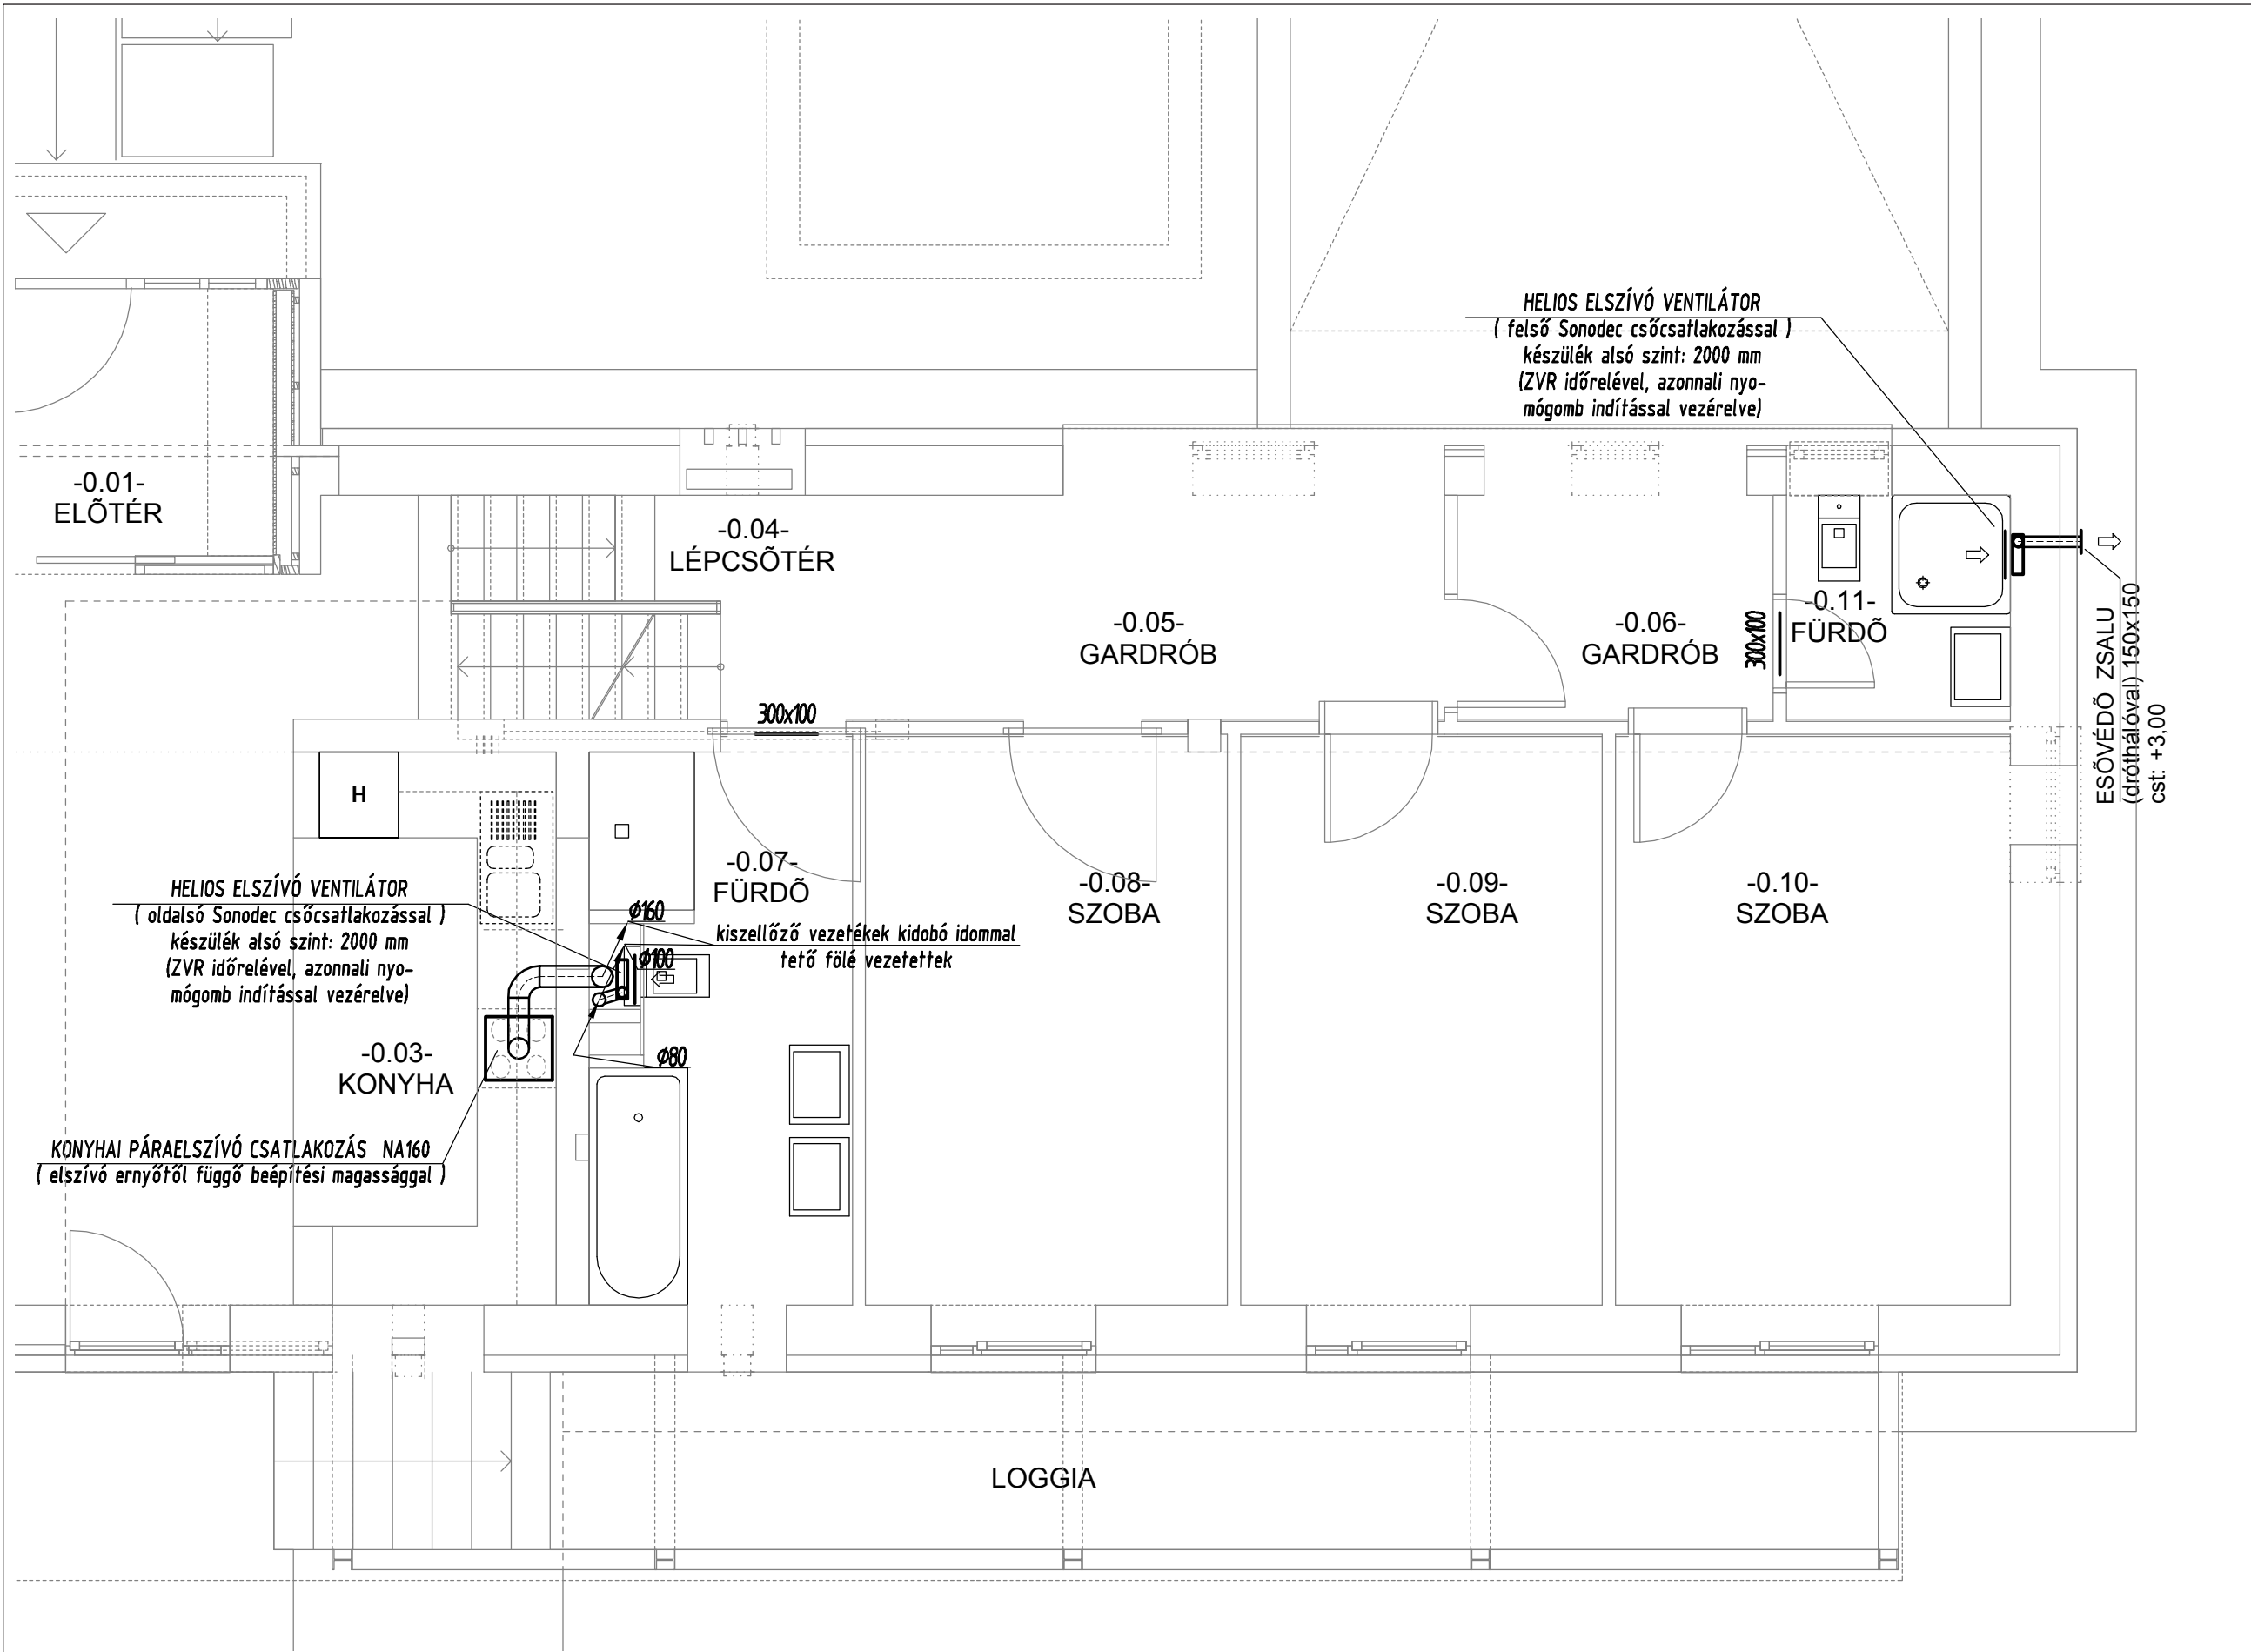 HELIOS ELSZÍVÓ VENTILÁTOR
( felső Sonodec csőcsatlakozással )
készülék alsó szint: 2000 mm
(ZVR időrelével, azonnali nyo-
mógomb indítással vezérelve)
-0.01-
ELÕTÉR
-0.04-
LÉPCSÕTÉR
-0.05-
GARDRÓB
-0.06-
GARDRÓB
300x100
-0.11-
FÜRDÕ
ESÕVÉDÕ ZSALU
(dróthálóval) 150x150
cst: +3,00
300x100
H
-0.07-
FÜRDÕ
-0.08-
SZOBA
-0.09-
SZOBA
-0.10-
SZOBA
HELIOS ELSZÍVÓ VENTILÁTOR
( oldalsó Sonodec csőcsatlakozással )
készülék alsó szint: 2000 mm
(ZVR időrelével, azonnali nyo-
mógomb indítással vezérelve)
ø160
kiszellőző vezetékek kidobó idommal
tető fölé vezetettek
ø100
ø80
-0.03-
KONYHA
KONYHAI PÁRAELSZÍVÓ CSATLAKOZÁS NA160
( elszívó ernyőtől függő beépítési magassággal )
LOGGIA